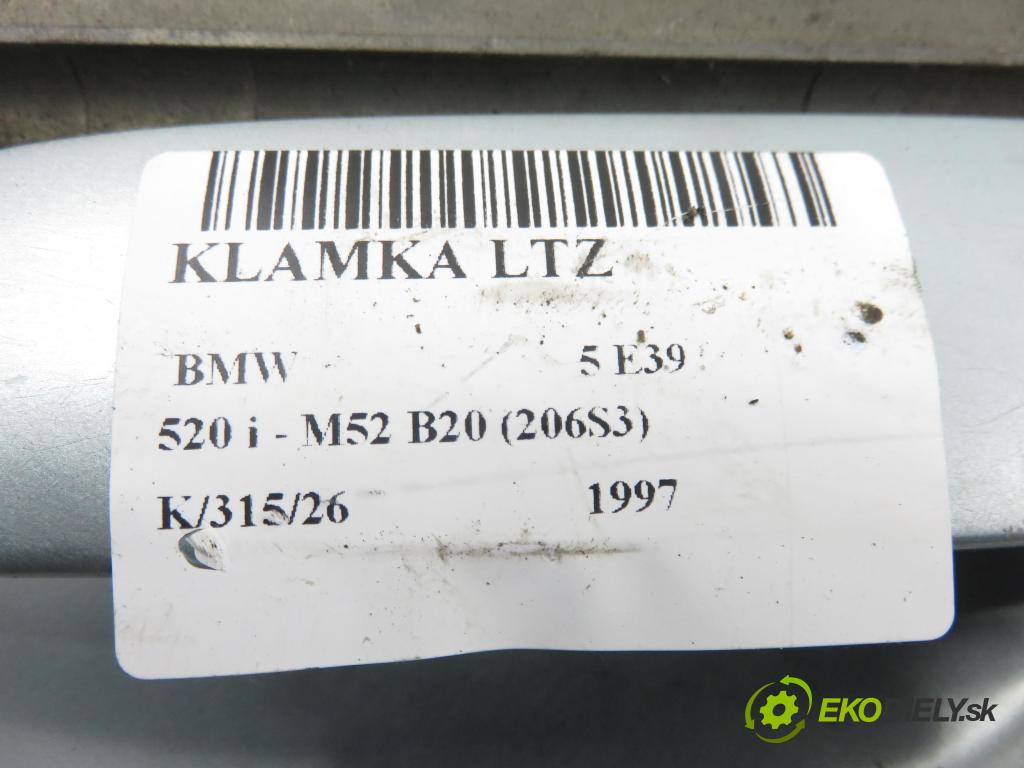 KLAMKA LTZ
BMW 5 E39
520 i - M52 B20 (206S3)
K/315/26 1997
EKODIELY.sk